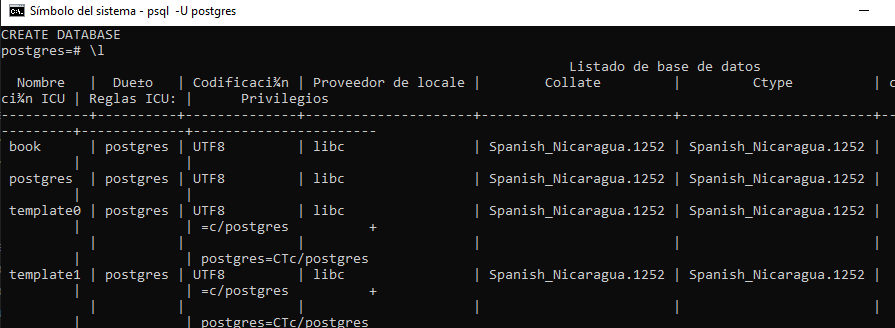 Símbolo del sistema - psql -U postgres
CREATE DATABASE
postgres=# \l
Listado de base de datos
Nombre | Due±o | Codificaci¾n | Proveedor de locale | Collate | Ctype | c
ci¾n ICU | Reglas ICU: | Privilegios
----------+----------+--------------+---------------------+------------------------+------------------------+--
---------+-------------+-----------------------
book | postgres | UTF8 | libc | Spanish_Nicaragua.1252 | Spanish_Nicaragua.1252 |
| |
postgres | postgres | UTF8 | libc | Spanish_Nicaragua.1252 | Spanish_Nicaragua.1252 |
| |
template0 | postgres | UTF8 | libc | Spanish_Nicaragua.1252 | Spanish_Nicaragua.1252 |
| | =c/postgres +
| | | | | |
| | postgres=CTc/postgres
template1 | postgres | UTF8 | libc | Spanish_Nicaragua.1252 | Spanish_Nicaragua.1252 |
| | =c/postgres +
| | | | | |
| | postgres=CTc/postgres